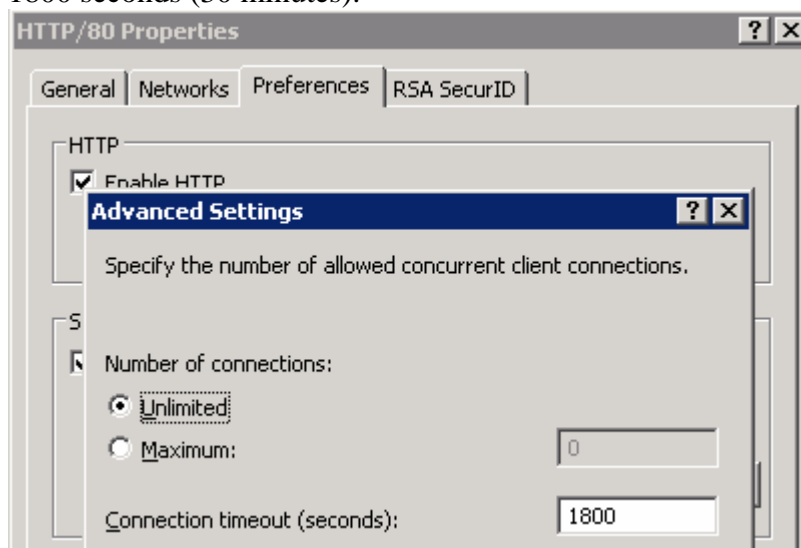 1800 seconds (30 minutes).
HTTP/80 Properties
General Networks Preferences RSA SecurID
HTTP
Enable HTTP
Advanced Settings
Specify the number of allowed concurrent client connections.
S
Number of connections:
Unlimited
Maximum: 0
Connection timeout (seconds): 1800